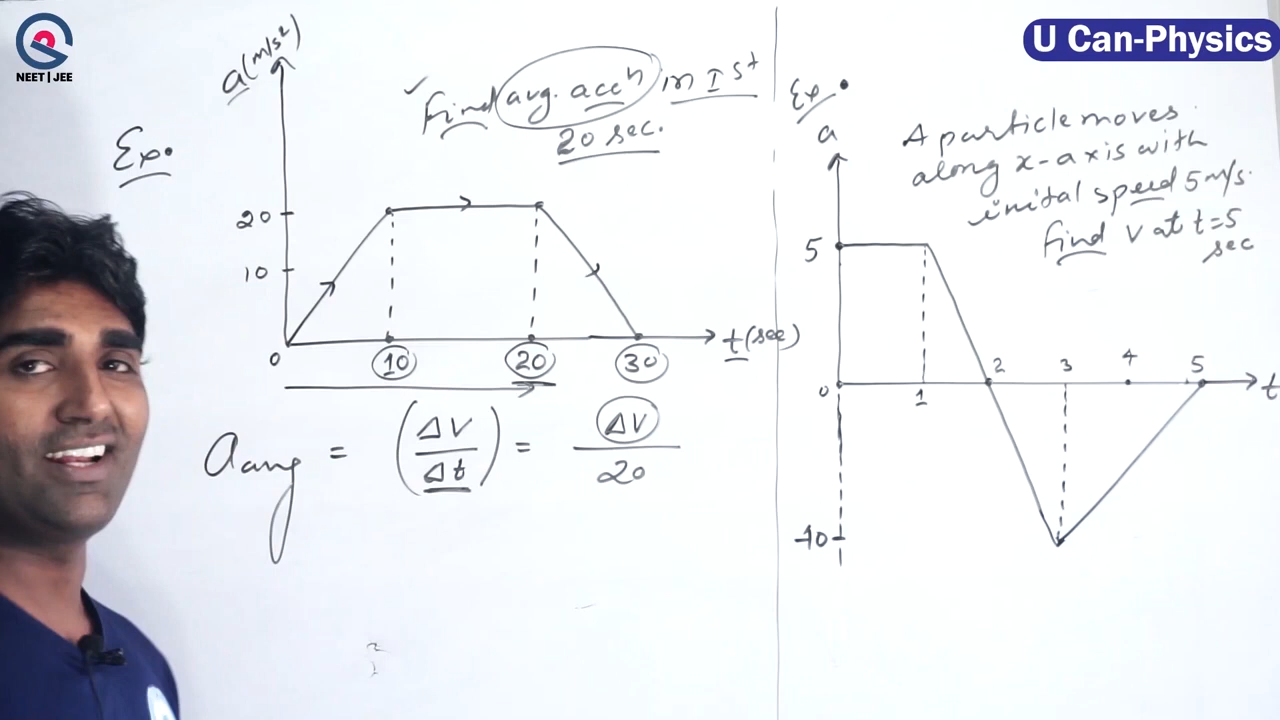 NEET | JEE
U Can-Physics
Ex.
a (m/s²)
Find avg. accⁿ in Ist
20 sec.
20
10
0
10 20 30 t (sec)
Aavg = (ΔV/Δt) = ΔV/20
Ex.
A particle moves
along x-axis with
inital speed 5 m/s.
find v at t=5
sec
a
5
0 1 2 3 4 5 t
-10